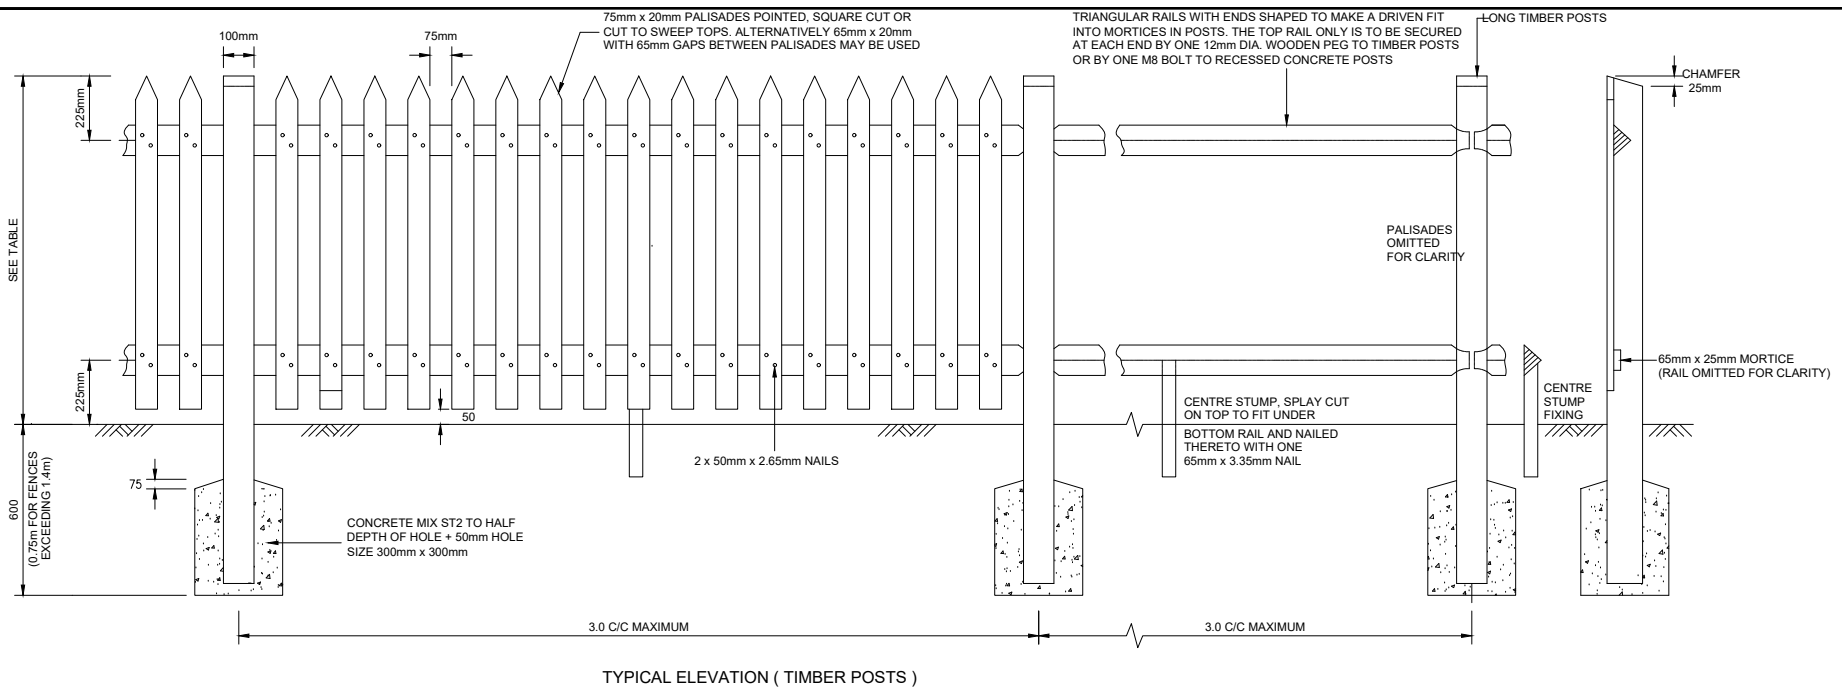 75mm x 20mm PALISADES POINTED, SQUARE CUT OR
CUT TO SWEEP TOPS. ALTERNATIVELY 65mm x 20mm
WITH 65mm GAPS BETWEEN PALISADES MAY BE USED
TRIANGULAR RAILS WITH ENDS SHAPED TO MAKE A DRIVEN FIT
INTO MORTICES IN POSTS. THE TOP RAIL ONLY IS TO BE SECURED
AT EACH END BY ONE 12mm DIA. WOODEN PEG TO TIMBER POSTS
OR BY ONE M8 BOLT TO RECESSED CONCRETE POSTS
LONG TIMBER POSTS
100mm
75mm
CHAMFER
25mm
225mm
SEE TABLE
PALISADES
OMITTED
FOR CLARITY
225mm
65mm x 25mm MORTICE
(RAIL OMITTED FOR CLARITY)
50
CENTRE STUMP, SPLAY CUT
ON TOP TO FIT UNDER
BOTTOM RAIL AND NAILED
THERETO WITH ONE
65mm x 3.35mm NAIL
CENTRE
STUMP
FIXING
2 x 50mm x 2.65mm NAILS
75
600
(0.75m FOR FENCES
EXCEEDING 1.4m)
CONCRETE MIX ST2 TO HALF
DEPTH OF HOLE + 50mm HOLE
SIZE 300mm x 300mm
3.0 C/C MAXIMUM
3.0 C/C MAXIMUM
TYPICAL ELEVATION ( TIMBER POSTS )